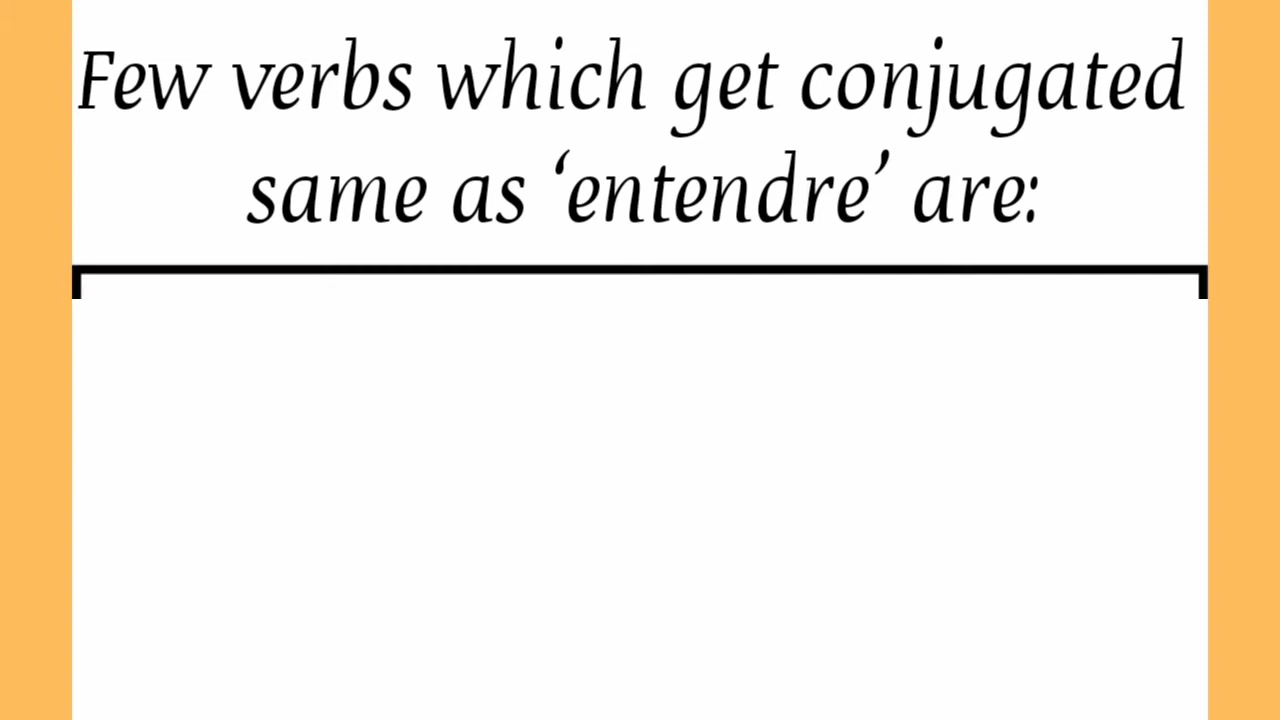 Few verbs which get conjugated
same as ‘entendre’ are: